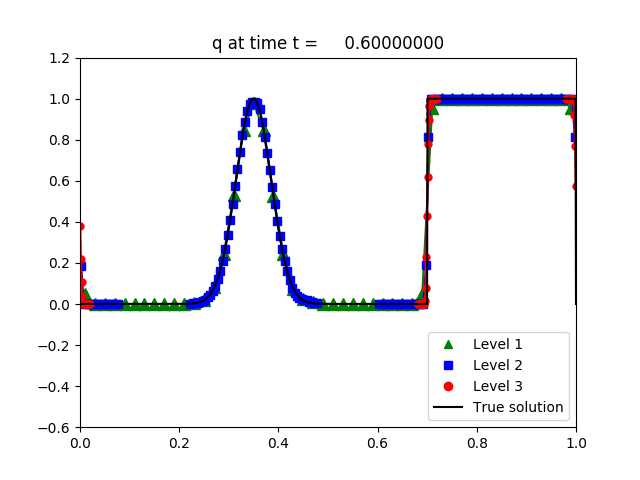 q at time t = 0.60000000
1.2
1.0
0.8
0.6
0.4
0.2
0.0
−0.2
−0.4
−0.6
Level 1
Level 2
Level 3
True solution
0.0 0.2 0.4 0.6 0.8 1.0